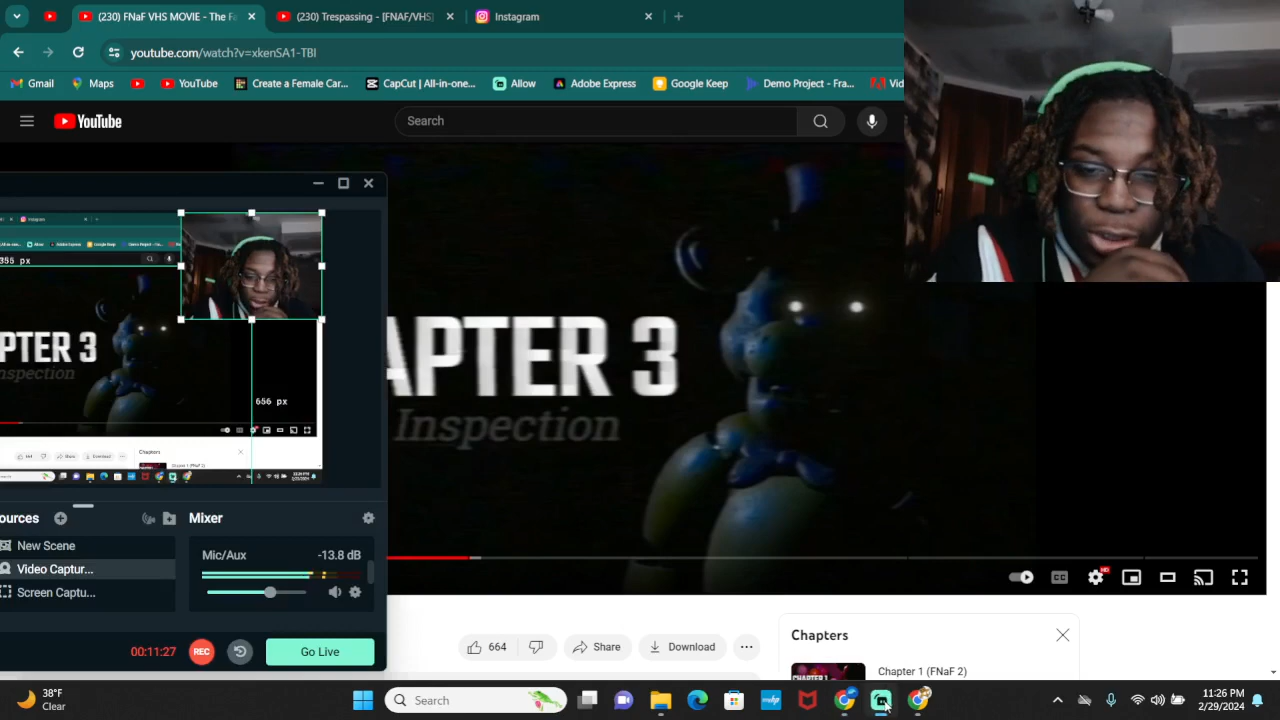 (230) FNaF VHS MOVIE - The Fa
(230) Trespassing - [FNAF/VHS]
Instagram
youtube.com/watch?v=xkenSA1-TBI
Gmail
Maps
YouTube
Create a Female Car...
CapCut | All-in-one...
Allow
Adobe Express
Google Keep
Demo Project - Fra...
Vid
YouTube
Search
355 px
PTER 3
nspection
656 px
APTER 3
Inspection
HD
ources
Mixer
New Scene
Video Captur...
Screen Captu...
Mic/Aux
-13.8 dB
00:11:27
REC
Go Live
664
Share
Download
Chapters
Chapter 1 (FNaF 2)
38°F
Clear
Search
11:26 PM
2/29/2024